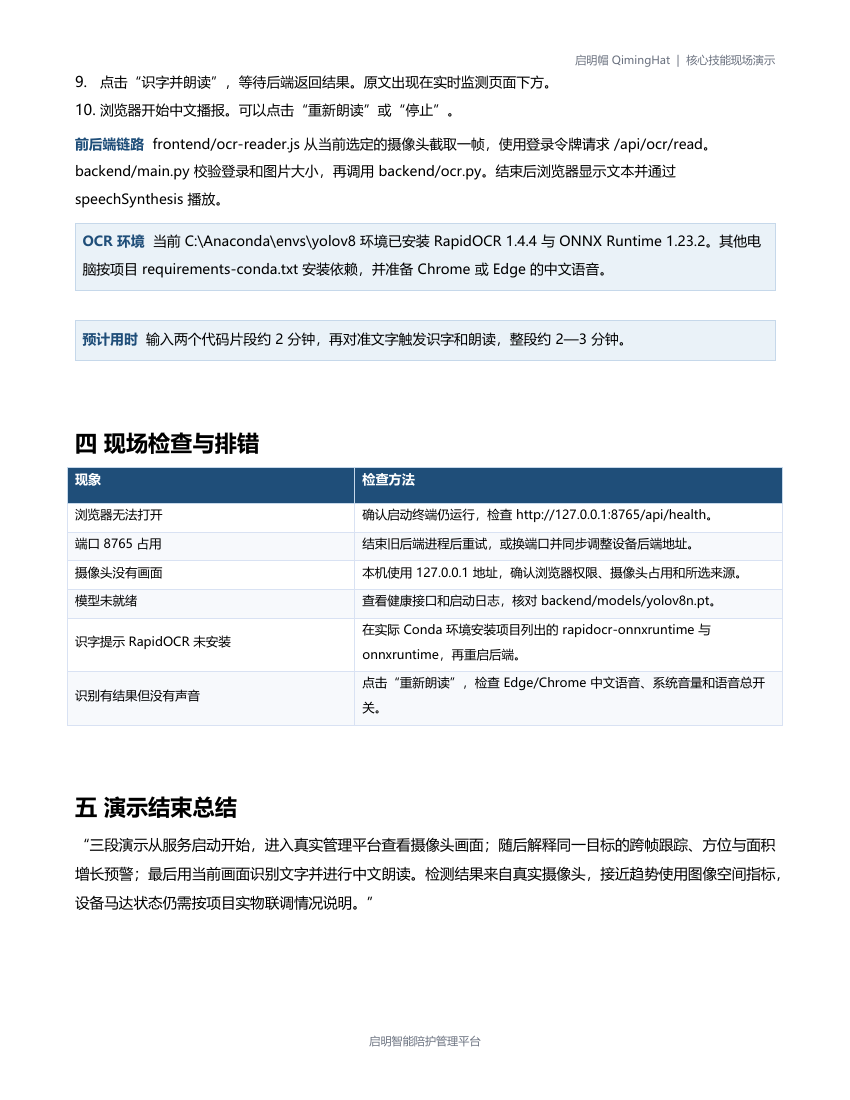 启明帽 QimingHat ｜ 核心技能现场演示
9. 点击“识字并朗读”，等待后端返回结果。原文出现在实时监测页面下方。
10. 浏览器开始中文播报。可以点击“重新朗读”或“停止”。
前后端链路 frontend/ocr-reader.js 从当前选定的摄像头截取一帧，使用登录令牌请求 /api/ocr/read。
backend/main.py 校验登录和图片大小，再调用 backend/ocr.py。结束后浏览器显示文本并通过
speechSynthesis 播放。
OCR 环境 当前 C:\Anaconda\envs\yolov8 环境已安装 RapidOCR 1.4.4 与 ONNX Runtime 1.23.2。其他电
脑按项目 requirements-conda.txt 安装依赖，并准备 Chrome 或 Edge 的中文语音。
预计用时 输入两个代码片段约 2 分钟，再对准文字触发识字和朗读，整段约 2—3 分钟。
四 现场检查与排错
现象 检查方法
浏览器无法打开 确认启动终端仍运行，检查 http://127.0.0.1:8765/api/health。
端口 8765 占用 结束旧后端进程后重试，或换端口并同步调整设备后端地址。
摄像头没有画面 本机使用 127.0.0.1 地址，确认浏览器权限、摄像头占用和所选来源。
模型未就绪 查看健康接口和启动日志，核对 backend/models/yolov8n.pt。
识字提示 RapidOCR 未安装 在实际 Conda 环境安装项目列出的 rapidocr-onnxruntime 与
onnxruntime，再重启后端。
识别有结果但没有声音 点击“重新朗读”，检查 Edge/Chrome 中文语音、系统音量和语音总开
关。
五 演示结束总结
“三段演示从服务启动开始，进入真实管理平台查看摄像头画面；随后解释同一目标的跨帧跟踪、方位与面积
增长预警；最后用当前画面识别文字并进行中文朗读。检测结果来自真实摄像头，接近趋势使用图像空间指标，
设备马达状态仍需按项目实物联调情况说明。”
启明智能陪护管理平台